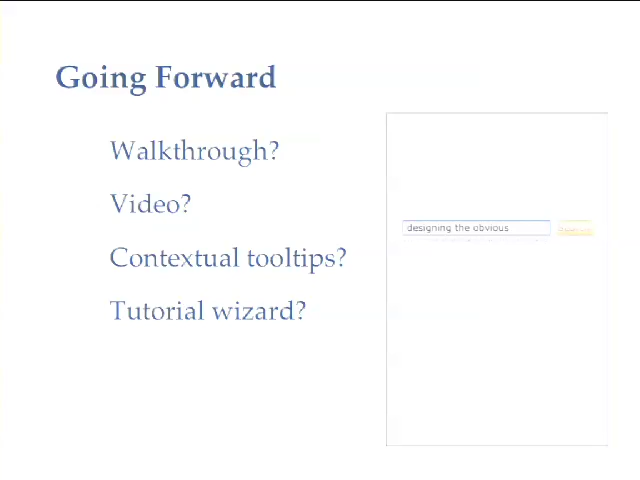 Going Forward
Walkthrough?
Video?
designing the obvious
Contextual tooltips?
Tutorial wizard?